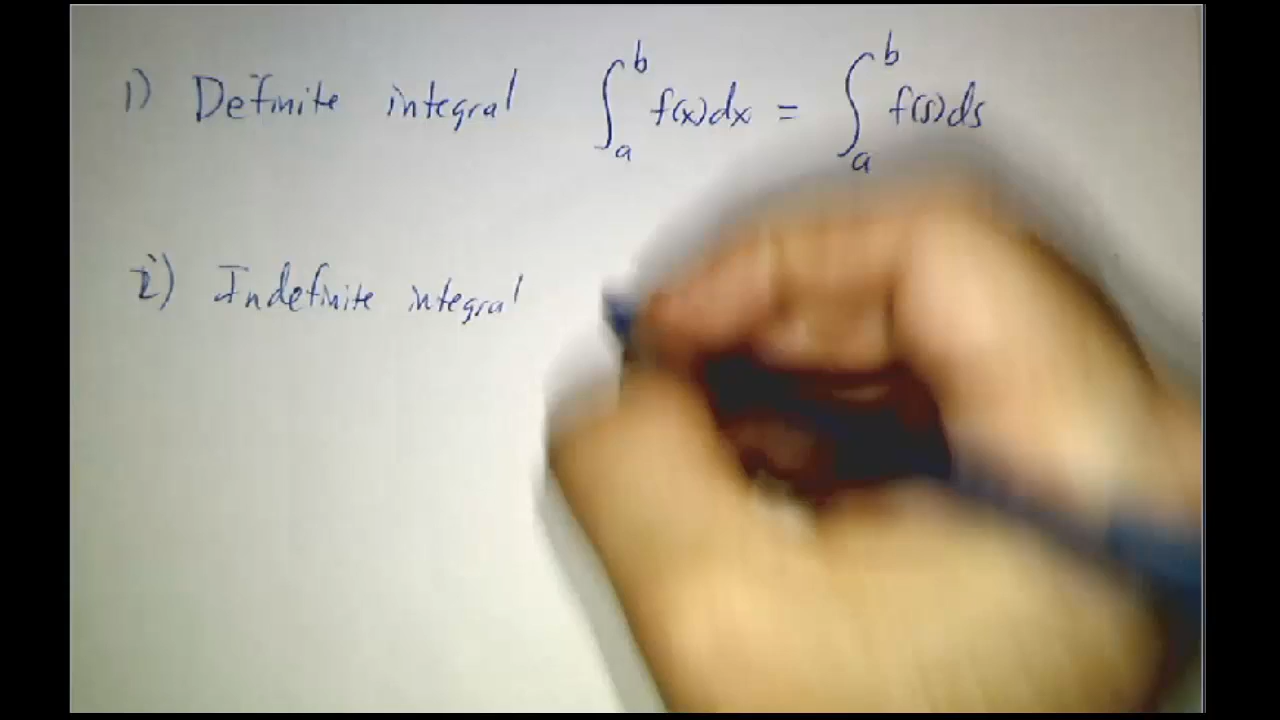 1) Definite integral ∫_a^b f(x)dx = ∫_a^b f(s)ds
2) Indefinite integral